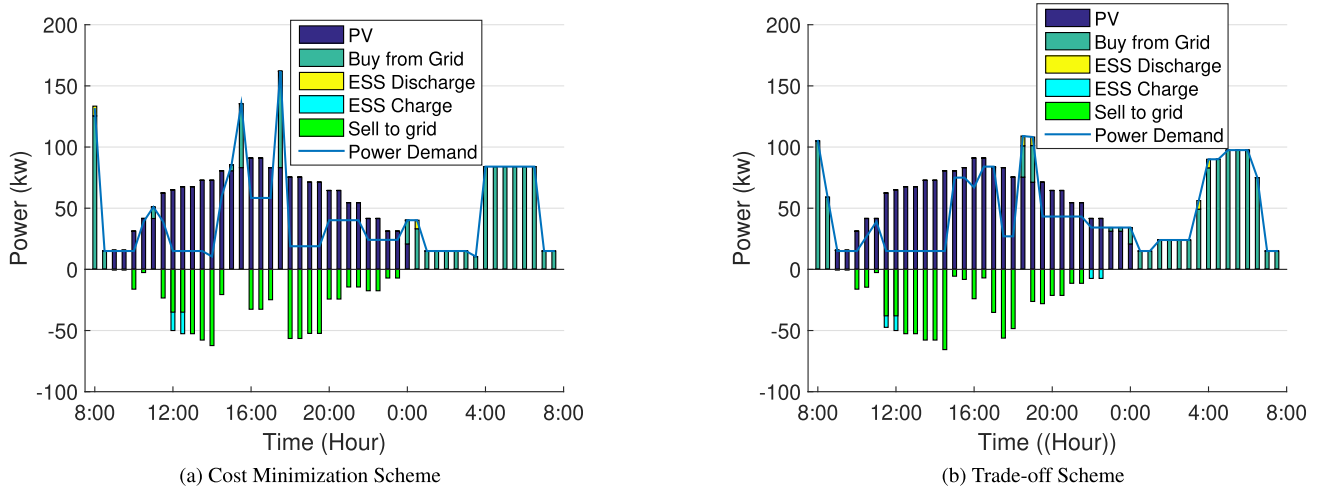 200
150
100
50
0
-50
-100
Power (kw)
PV
Buy from Grid
ESS Discharge
ESS Charge
Sell to grid
Power Demand
8:00 12:00 16:00 20:00 0:00 4:00 8:00
Time (Hour)
(a) Cost Minimization Scheme
200
150
100
50
0
-50
-100
Power (kw)
PV
Buy from Grid
ESS Discharge
ESS Charge
Sell to grid
Power Demand
8:00 12:00 16:00 20:00 0:00 4:00 8:00
Time ((Hour))
(b) Trade-off Scheme